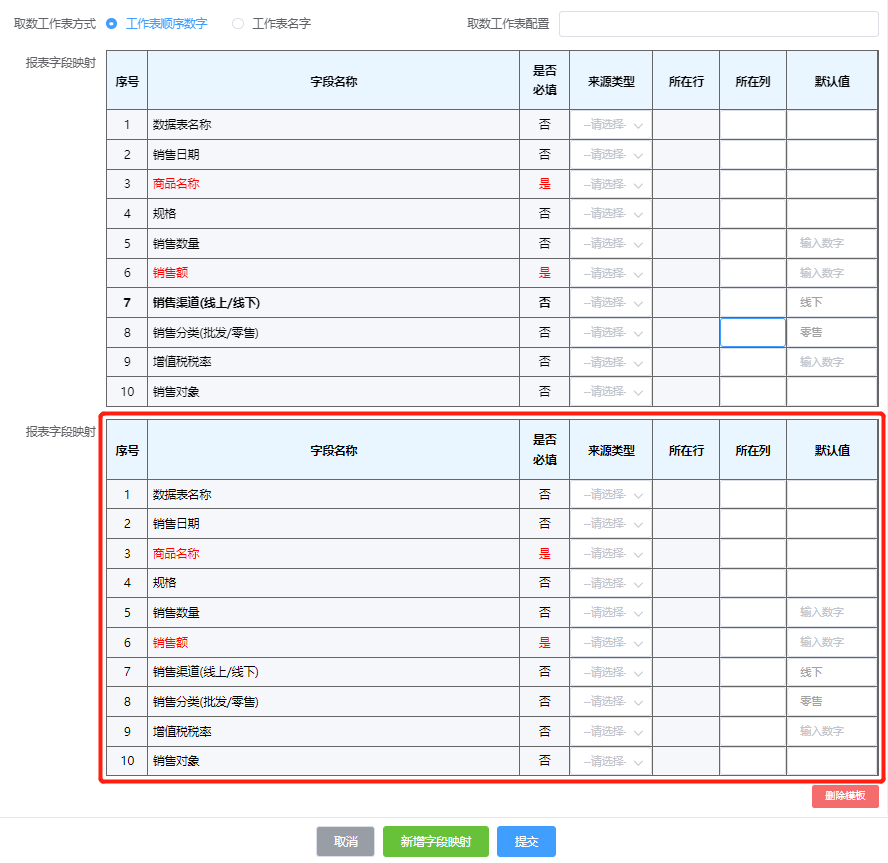 取数工作表方式 工作表顺序数字 工作表名字 取数工作表配置
报表字段映射
序号 字段名称 是否必填 来源类型 所在行 所在列 默认值
1 数据表名称 否 --请选择-
2 销售日期 否 --请选择-
3 商品名称 是 --请选择-
4 规格 否 --请选择-
5 销售数量 否 --请选择- 输入数字
6 销售额 是 --请选择- 输入数字
7 销售渠道(线上/线下) 否 --请选择- 线下
8 销售分类(批发/零售) 否 --请选择- 零售
9 增值税税率 否 --请选择- 输入数字
10 销售对象 否 --请选择-
报表字段映射
序号 字段名称 是否必填 来源类型 所在行 所在列 默认值
1 数据表名称 否 --请选择-
2 销售日期 否 --请选择-
3 商品名称 是 --请选择-
4 规格 否 --请选择-
5 销售数量 否 --请选择- 输入数字
6 销售额 是 --请选择- 输入数字
7 销售渠道(线上/线下) 否 --请选择- 线下
8 销售分类(批发/零售) 否 --请选择- 零售
9 增值税税率 否 --请选择- 输入数字
10 销售对象 否 --请选择-
删除模板
取消 新增字段映射 提交